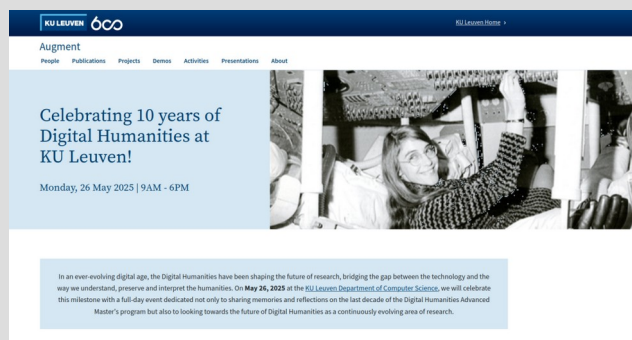 KU LEUVEN 600
KU Leuven Home ›
Augment
People Publications Projects Demos Activities Presentations About
Celebrating 10 years of
Digital Humanities at
KU Leuven!
Monday, 26 May 2025 | 9AM - 6PM
In an ever-evolving digital age, the Digital Humanities have been shaping the future of research, bridging the gap between the technology and the
way we understand, preserve and interpret the humanities. On May 26, 2025 at the KU Leuven Department of Computer Science, we will celebrate
this milestone with a full-day event dedicated not only to sharing memories and reflections on the last decade of the Digital Humanities Advanced
Master's program but also to looking towards the future of Digital Humanities as a continuously evolving area of research.